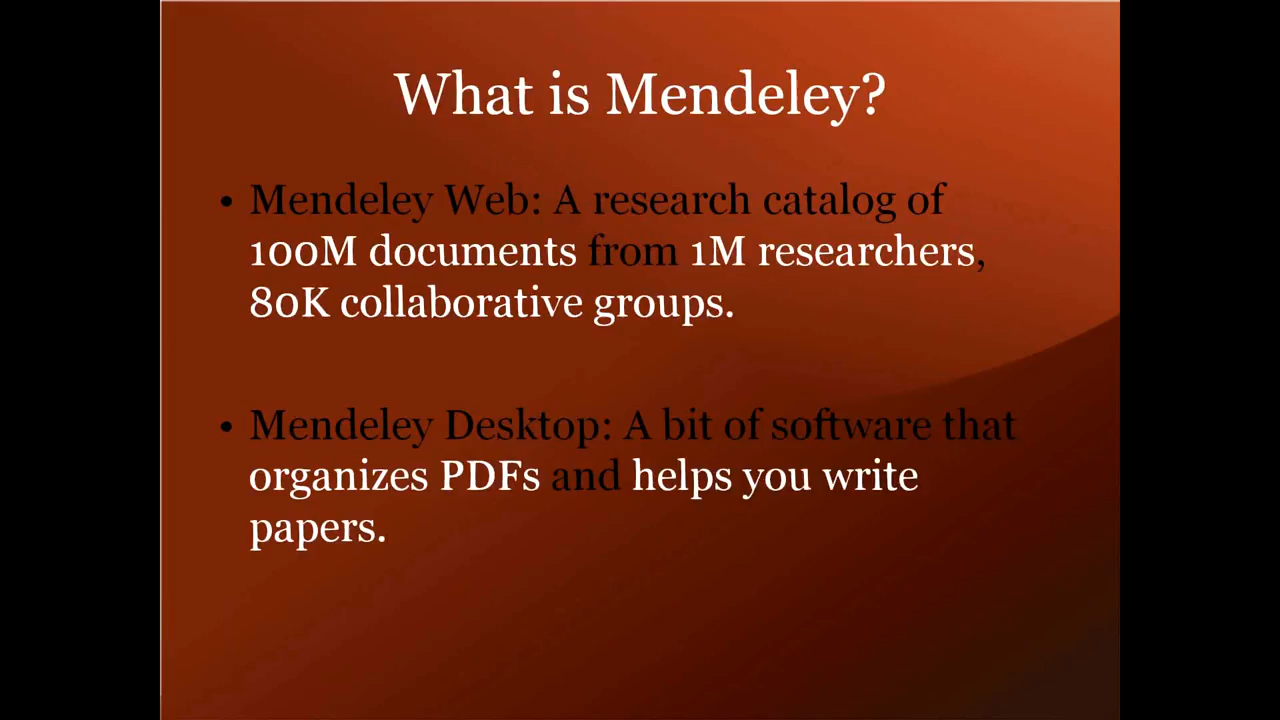 What is Mendeley?
• Mendeley Web: A research catalog of
100M documents from 1M researchers,
80K collaborative groups.
• Mendeley Desktop: A bit of software that
organizes PDFs and helps you write
papers.